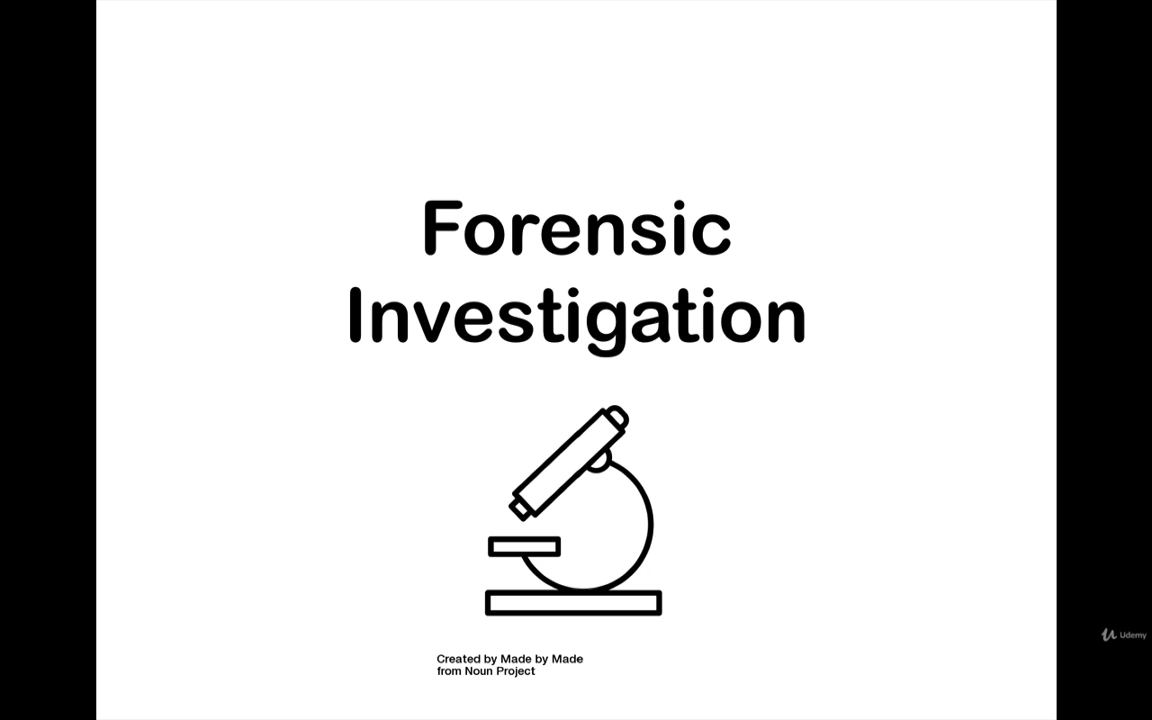 Forensic
Investigation
Created by Made by Made
from Noun Project
Udemy